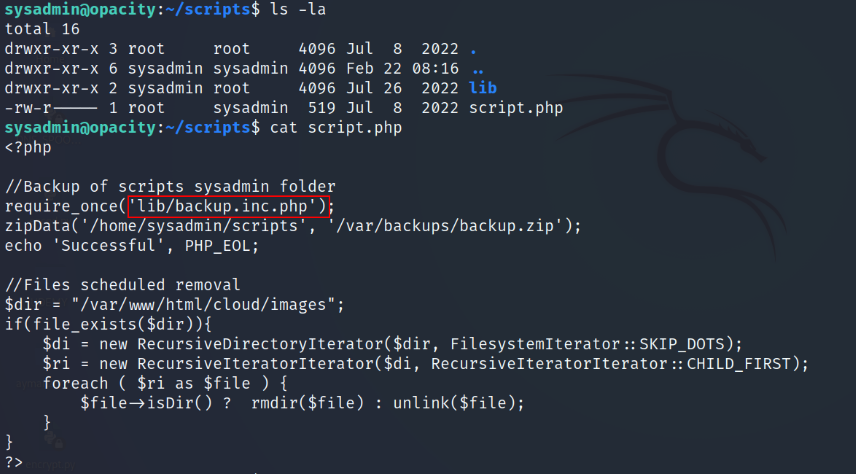 sysadmin@opacity:~/scripts$ ls -la
total 16
drwxr-xr-x 3 root     root     4096 Jul  8  2022 .
drwxr-xr-x 6 sysadmin sysadmin 4096 Feb 22 08:16 ..
drwxr-xr-x 2 sysadmin root     4096 Jul 26  2022 lib
-rw-r----- 1 root     sysadmin  519 Jul  8  2022 script.php
sysadmin@opacity:~/scripts$ cat script.php
<?php

//Backup of scripts sysadmin folder
require_once('lib/backup.inc.php');
zipData('/home/sysadmin/scripts', '/var/backups/backup.zip');
echo 'Successful', PHP_EOL;

//Files scheduled removal
$dir = "/var/www/html/cloud/images";
if(file_exists($dir)){
    $di = new RecursiveDirectoryIterator($dir, FilesystemIterator::SKIP_DOTS);
    $ri = new RecursiveIteratorIterator($di, RecursiveIteratorIterator::CHILD_FIRST);
    foreach ( $ri as $file ) {
        $file->isDir() ?  rmdir($file) : unlink($file);
    }
}
?>